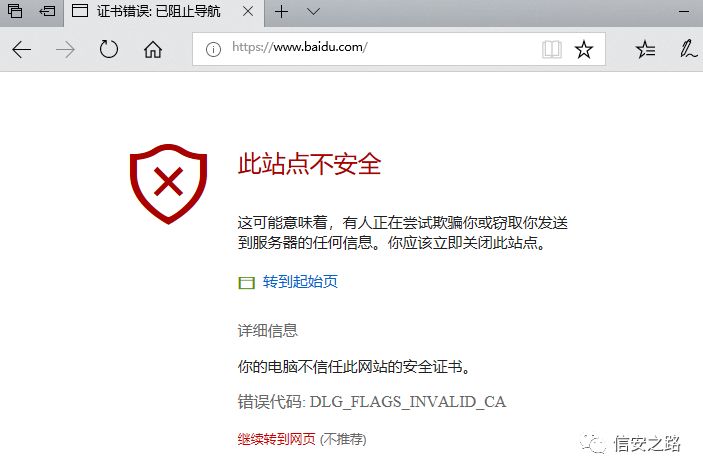 证书错误: 已阻止导航
https://www.baidu.com/
此站点不安全
这可能意味着，有人正在尝试欺骗你或窃取你发送
到服务器的任何信息。你应该立即关闭此站点。
转到起始页
详细信息
你的电脑不信任此网站的安全证书。
错误代码: DLG_FLAGS_INVALID_CA
继续转到网页 (不推荐)
信安之路